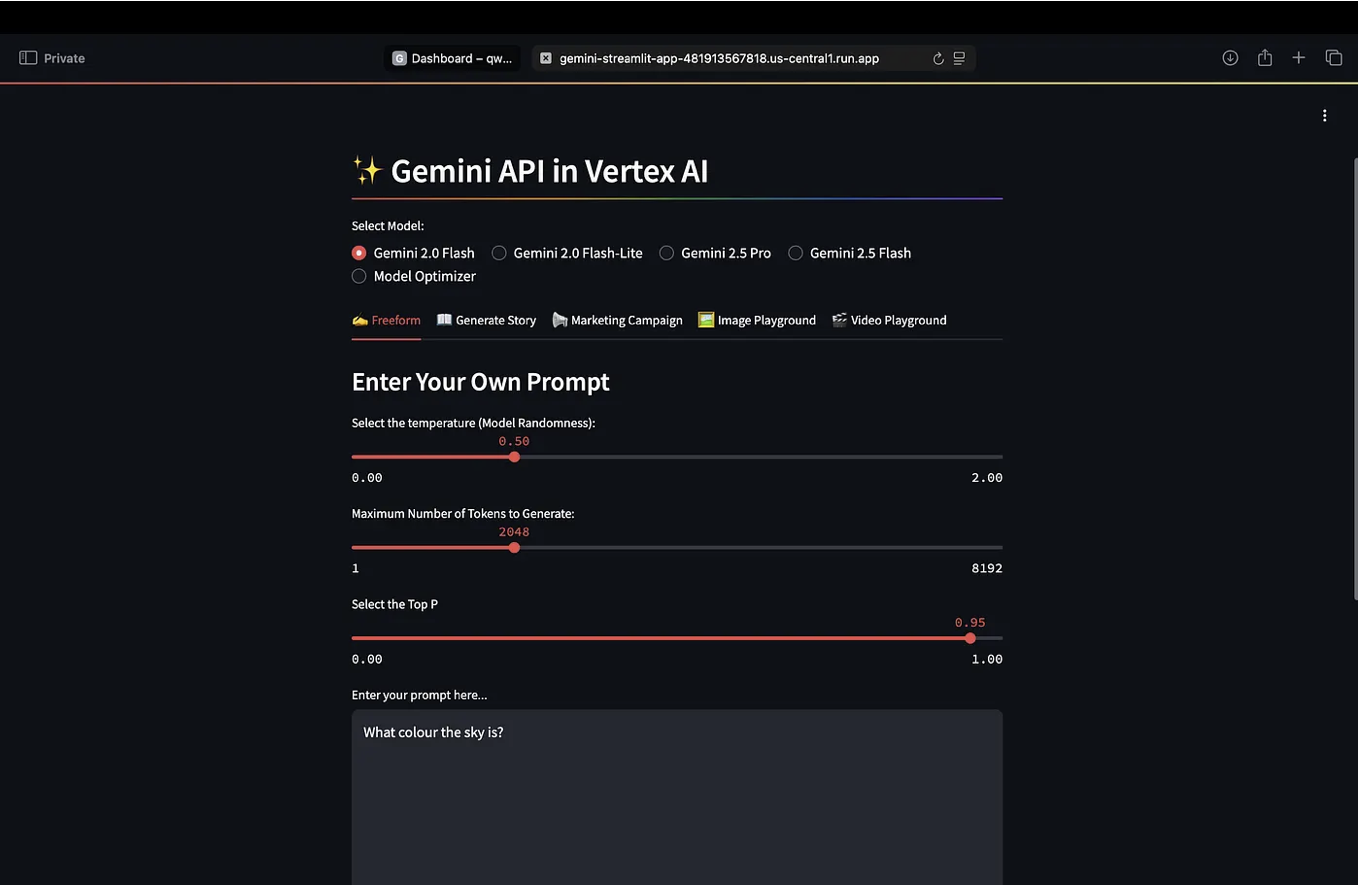 Private
Dashboard – qw...
gemini-streamlit-app-481913567818.us-central1.run.app
✨ Gemini API in Vertex AI
Select Model:
Gemini 2.0 Flash Gemini 2.0 Flash-Lite Gemini 2.5 Pro Gemini 2.5 Flash
Model Optimizer
✍️ Freeform 📖 Generate Story Marketing Campaign 🖼️ Image Playground 🎬 Video Playground
Enter Your Own Prompt
Select the temperature (Model Randomness):
0.50
0.00 2.00
Maximum Number of Tokens to Generate:
2048
1 8192
Select the Top P
0.95
0.00 1.00
Enter your prompt here...
What colour the sky is?